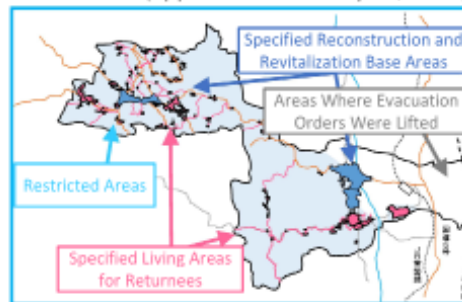 Specified Reconstruction and
Revitalization Base Areas
Areas Where Evacuation
Orders Were Lifted
Restricted Areas
Specified Living Areas
for Returnees